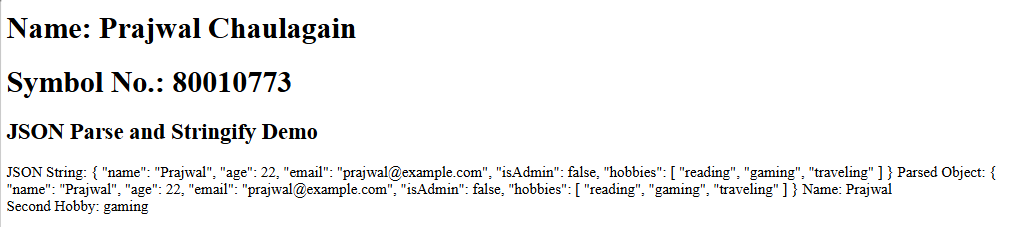 Name: Prajwal Chaulagain
Symbol No.: 80010773
JSON Parse and Stringify Demo
JSON String: { "name": "Prajwal", "age": 22, "email": "prajwal@example.com", "isAdmin": false, "hobbies": [ "reading", "gaming", "traveling" ] } Parsed Object: {
"name": "Prajwal", "age": 22, "email": "prajwal@example.com", "isAdmin": false, "hobbies": [ "reading", "gaming", "traveling" ] } Name: Prajwal
Second Hobby: gaming